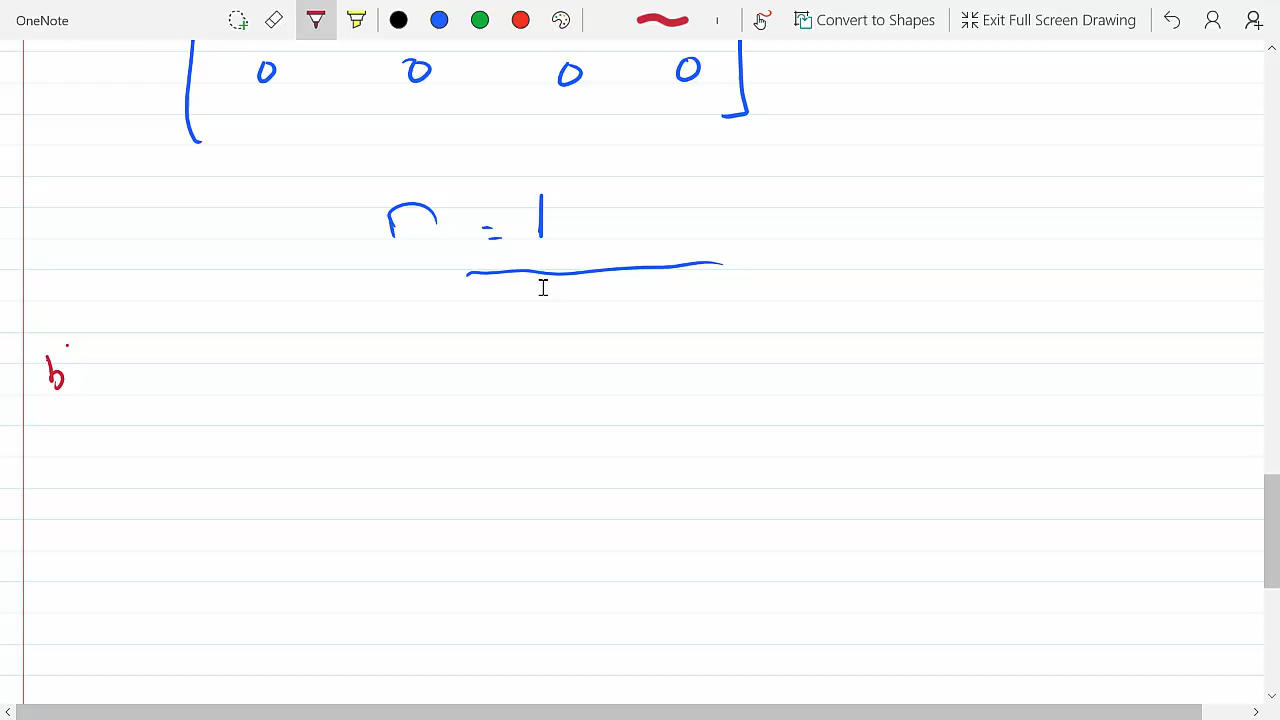 OneNote
Convert to Shapes
Exit Full Screen Drawing
0 0 0 0
r = 1
b